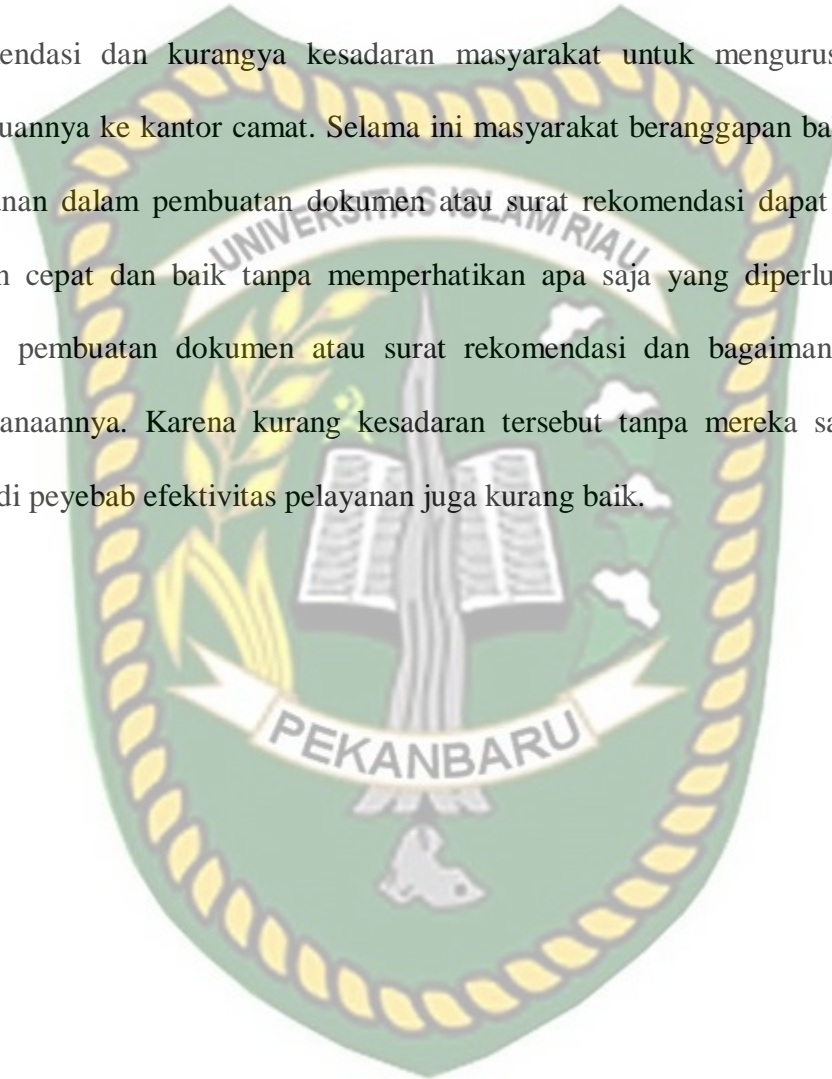 endasi dan kurangya kesadaran masyarakat untuk mengurus
uannya ke kantor camat. Selama ini masyarakat beranggapan ba
nan dalam pembuatan dokumen atau surat rekomendasi dapat
UNIVERSITAS ISLAM RIAU
n cepat dan baik tanpa memperhatikan apa saja yang diperlu
pembuatan dokumen atau surat rekomendasi dan bagaiman
anaannya. Karena kurang kesadaran tersebut tanpa mereka sa
di peyebab efektivitas pelayanan juga kurang baik.
PEKANBARU